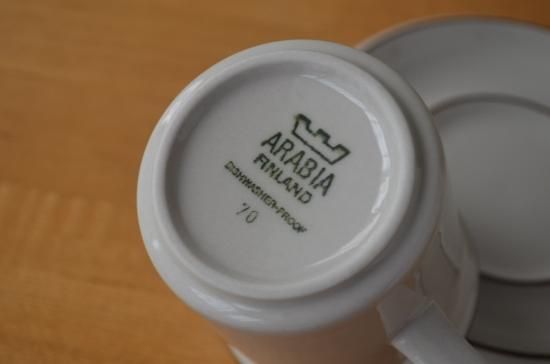 ARABIA
FINLAND
DISHWASHER-PROOF
70